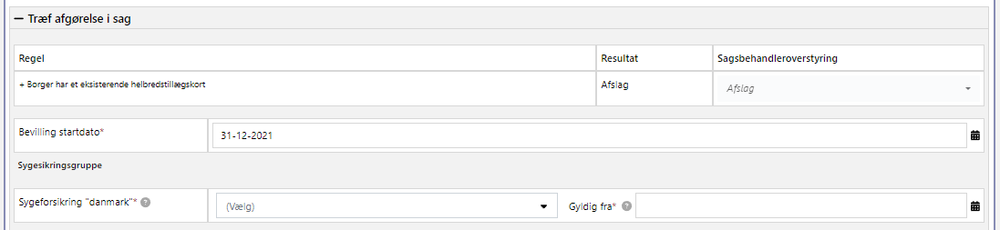 Træf afgørelse i sag
Regel Resultat Sagsbehandleroverstyring
+ Borger har et eksisterende helbredstillægskort Afslag Afslag
Bevilling startdato* 31-12-2021
Sygesikringsgruppe
Sygeforsikring "danmark"* ? (Vælg) Gyldig fra* ?